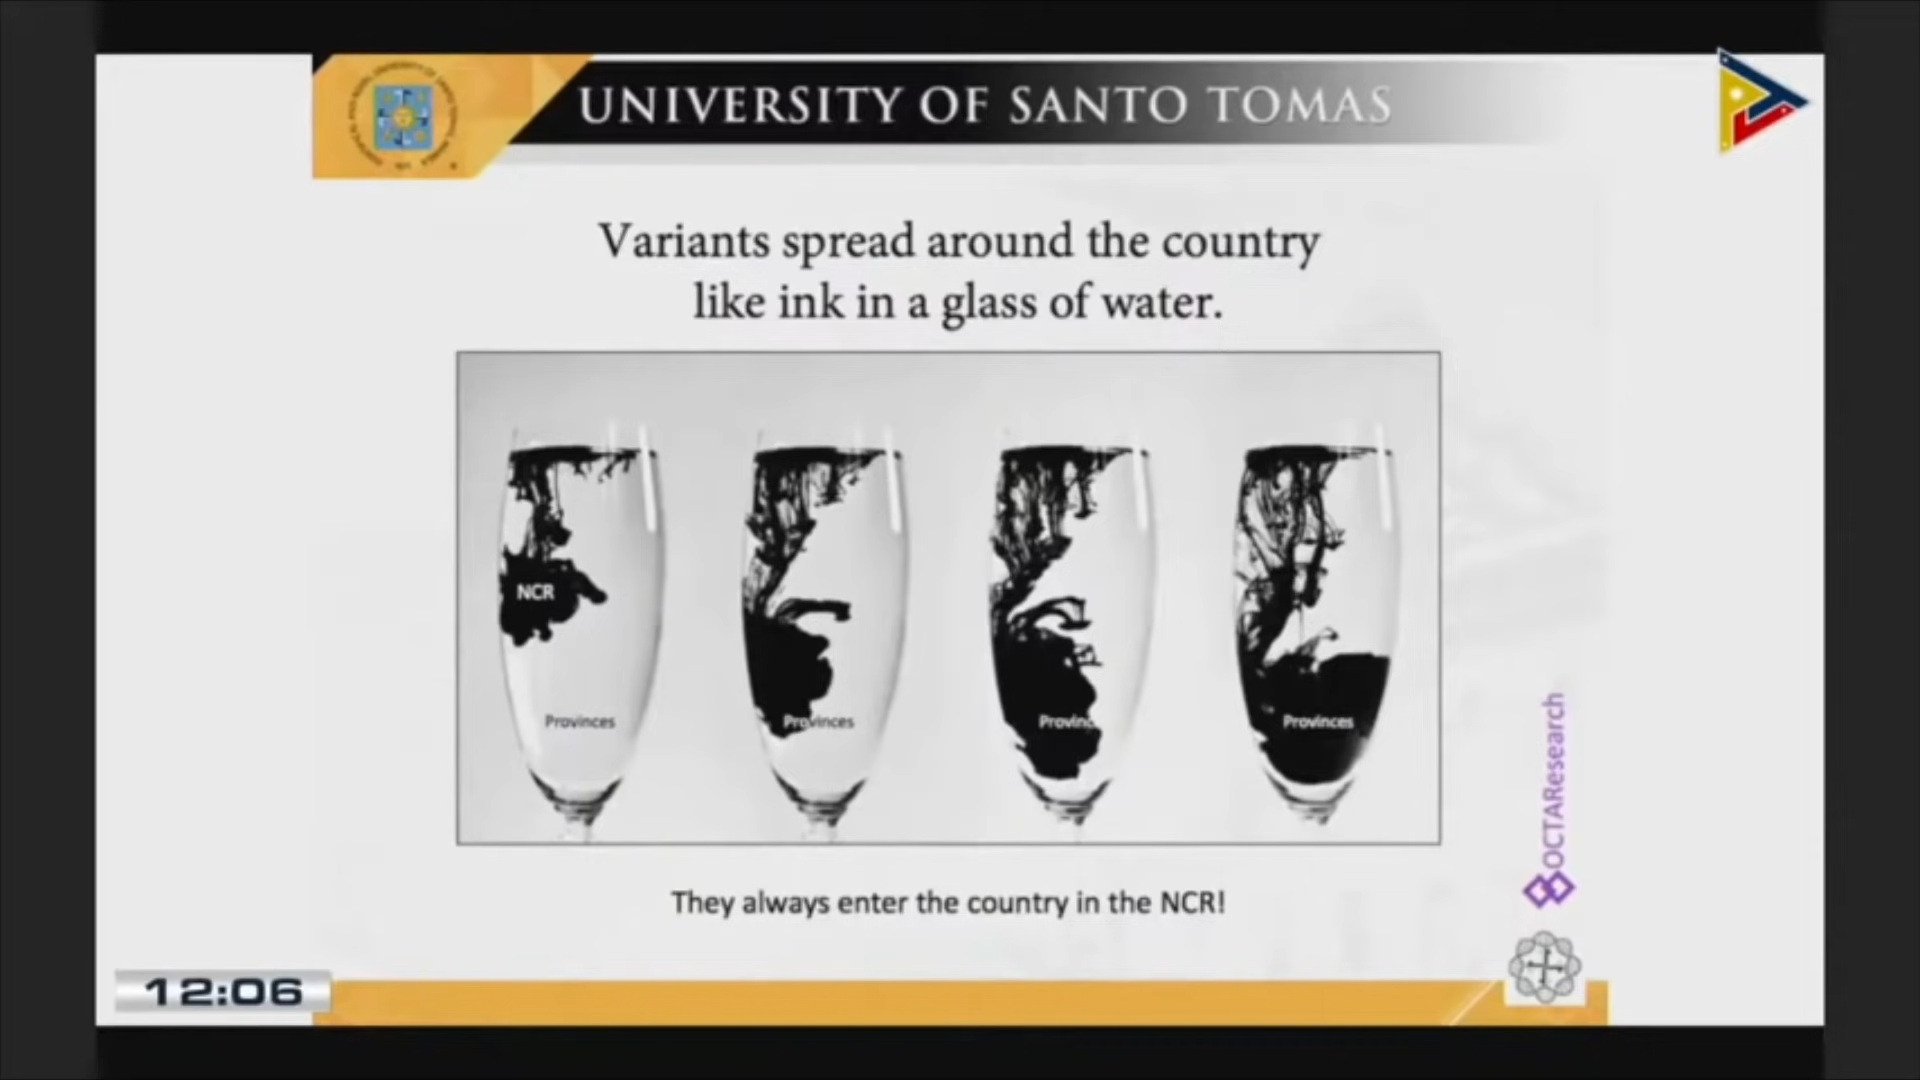 UNIVERSITY OF SANTO TOMAS
Variants spread around the country
like ink in a glass of water.
NCR
Provinces
Provinces
Provinc
Provinces
OCTAResearch
They always enter the country in the NCR!
12:06